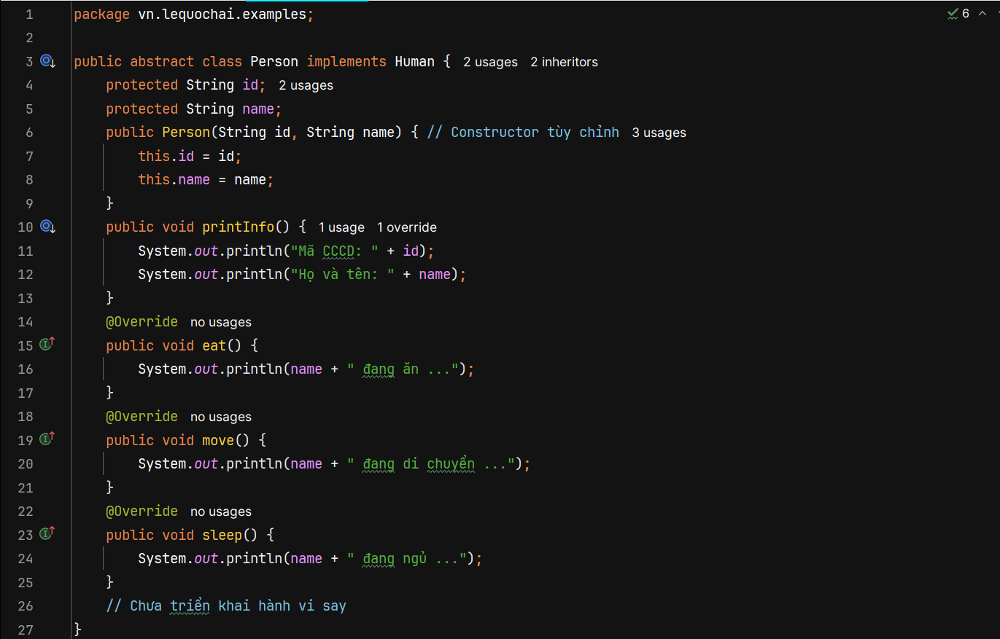 6
1 package vn.lequochai.examples;
2
3 public abstract class Person implements Human { 2 usages 2 inheritors
4 protected String id; 2 usages
5 protected String name;
6 public Person(String id, String name) { // Constructor tùy chỉnh 3 usages
7 this.id = id;
8 this.name = name;
9 }
10 public void printInfo() { 1 usage 1 override
11 System.out.println("Mã CCCD: " + id);
12 System.out.println("Họ và tên: " + name);
13 }
14 @Override no usages
15 public void eat() {
16 System.out.println(name + " đang ăn ...");
17 }
18 @Override no usages
19 public void move() {
20 System.out.println(name + " đang di chuyển ...");
21 }
22 @Override no usages
23 public void sleep() {
24 System.out.println(name + " đang ngủ ...");
25 }
26 // Chưa triển khai hành vi say
27 }